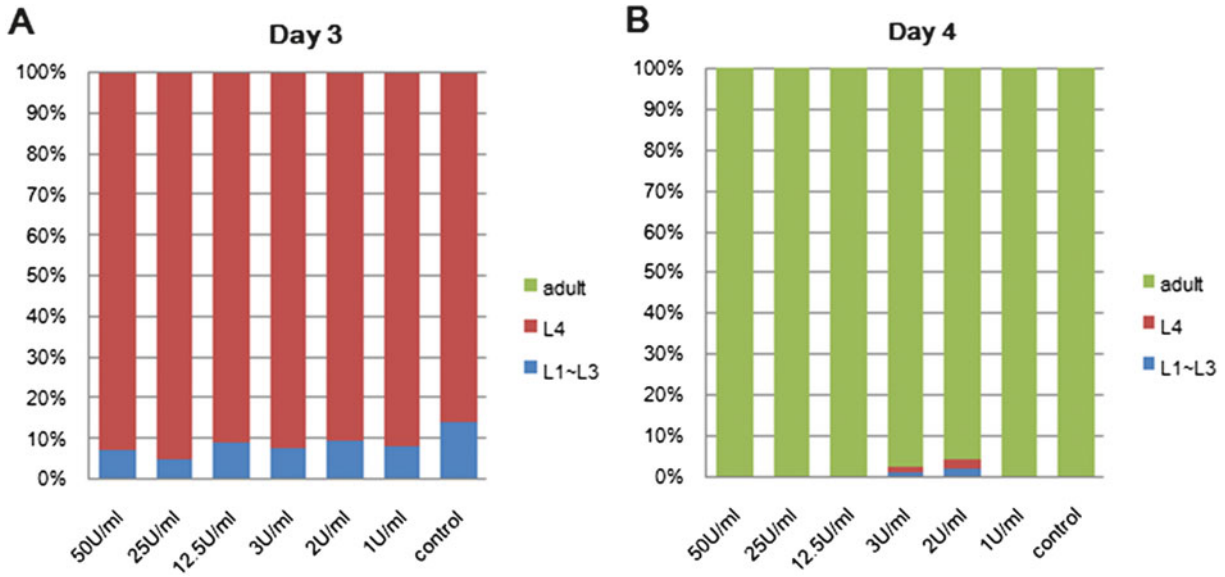 A
Day 3
100%
90%
80%
70%
60%
50%
40%
30%
20%
10%
0%
50U/ml
25U/ml
12.5U/ml
3U/ml
2U/ml
1U/ml
control
adult
L4
L1~L3
B
Day 4
100%
90%
80%
70%
60%
50%
40%
30%
20%
10%
0%
50U/ml
25U/ml
12.5U/ml
3U/ml
2U/ml
1U/ml
control
adult
L4
L1~L3